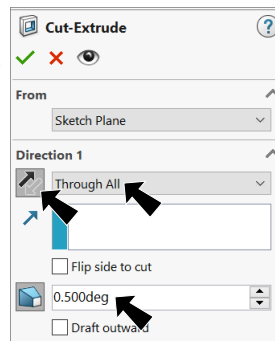 Cut-Extrude
?
From
Sketch Plane
Direction 1
Through All
Flip side to cut
0.500deg
Draft outward